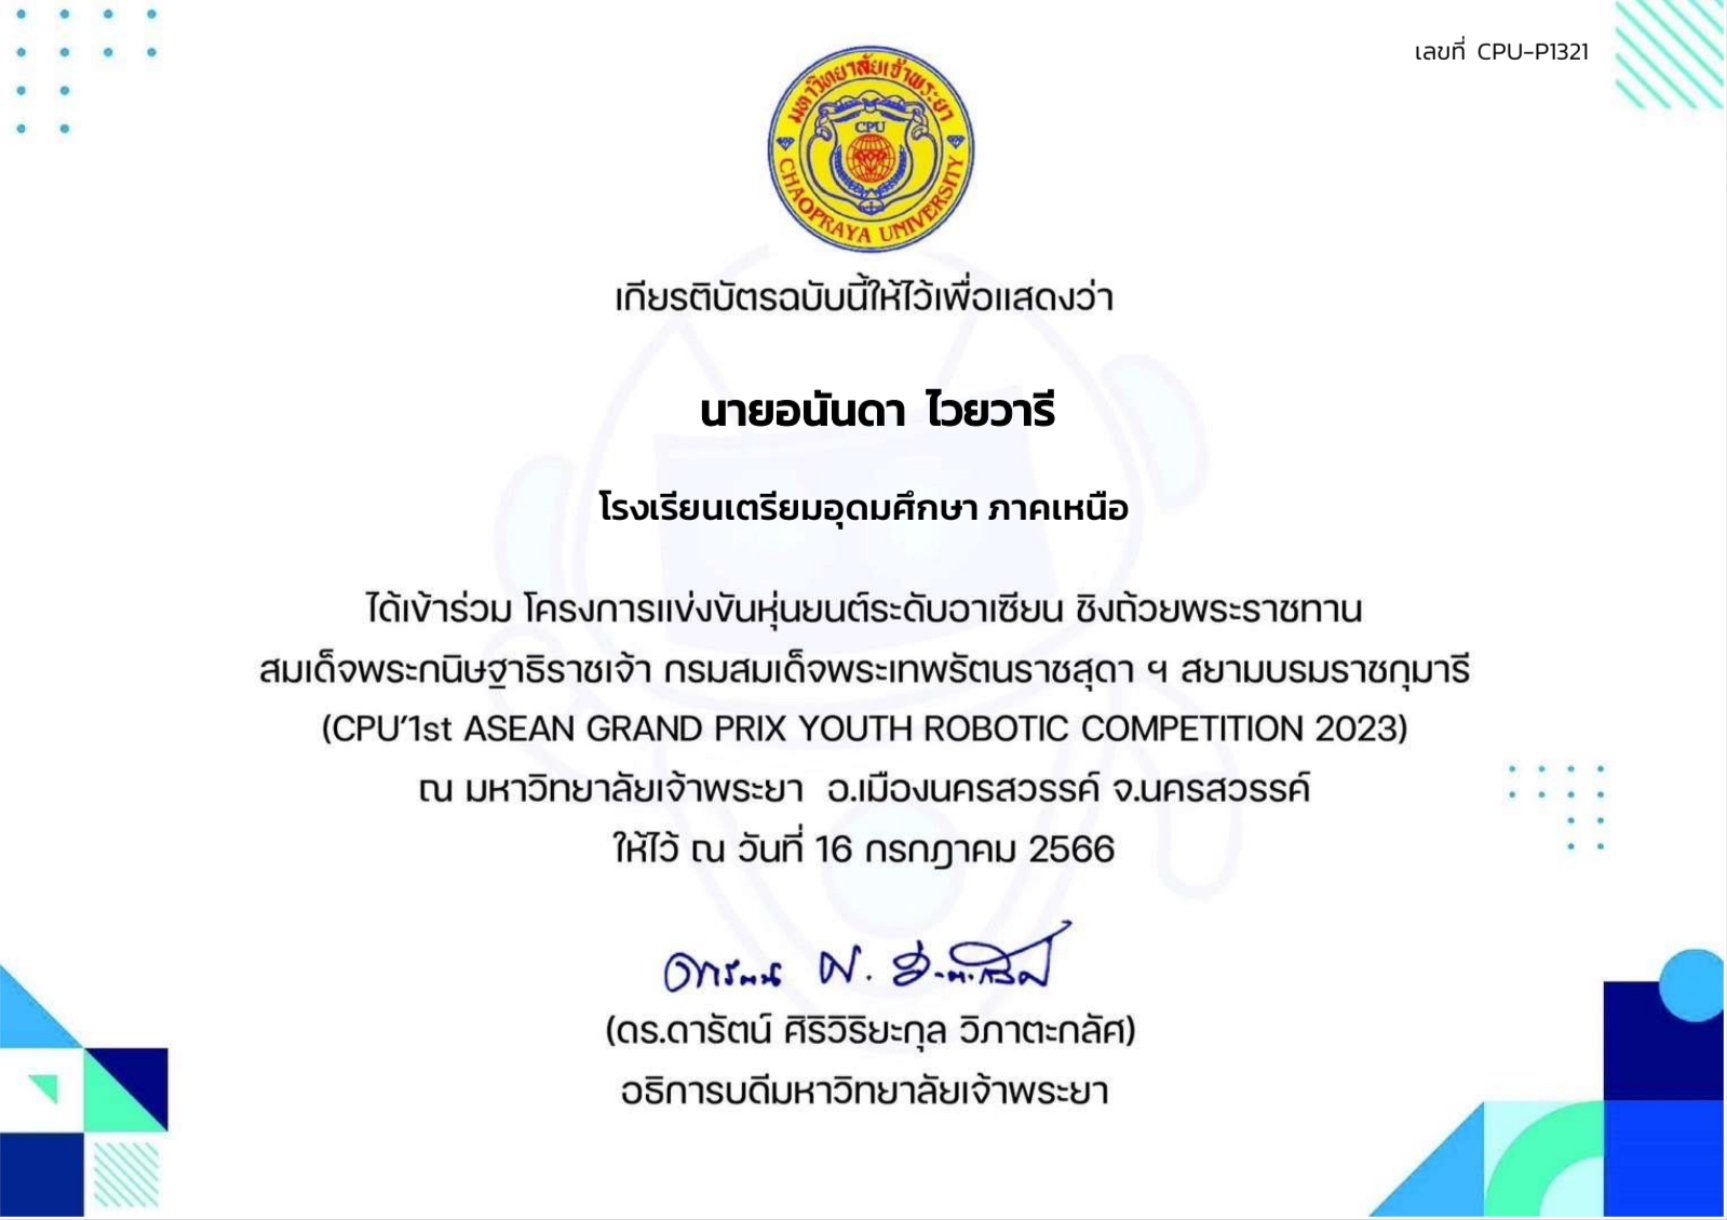 เลขที่ CPU-P1321
มหาวิทยาลัยเจ้าพระยา
CPU
CHAOPRAYA UNIVERSITY
เกียรติบัตรฉบับนี้ให้ไว้เพื่อแสดงว่า
นายอนันดา ไวยวารี
โรงเรียนเตรียมอุดมศึกษา ภาคเหนือ
ได้เข้าร่วม โครงการแข่งขันหุ่นยนต์ระดับอาเซียน ชิงถ้วยพระราชทาน
สมเด็จพระกนิษฐาธิราชเจ้า กรมสมเด็จพระเทพรัตนราชสุดา ฯ สยามบรมราชกุมารี
(CPU'1st ASEAN GRAND PRIX YOUTH ROBOTIC COMPETITION 2023)
ณ มหาวิทยาลัยเจ้าพระยา อ.เมืองนครสวรรค์ จ.นครสวรรค์
ให้ไว้ ณ วันที่ 16 กรกฎาคม 2566
(ดร.ดารัตน์ ศิริวิริยะกุล วิภาตะกลัศ)
อธิการบดีมหาวิทยาลัยเจ้าพระยา